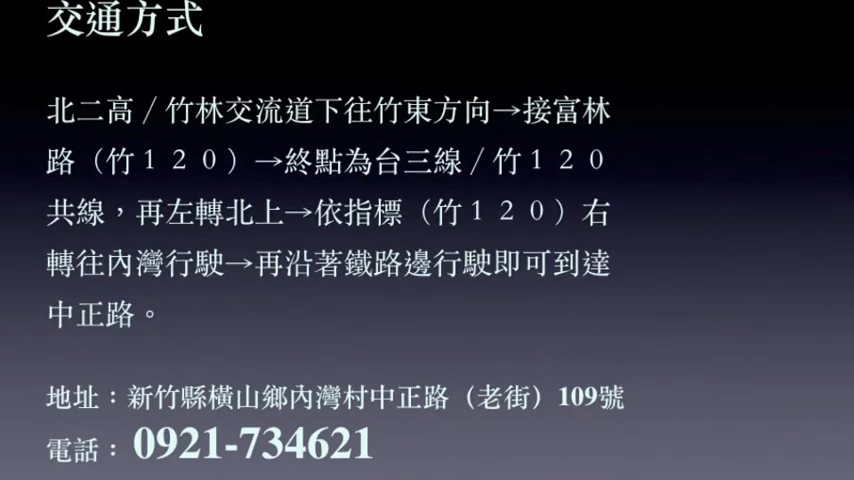 交通方式
北二高／竹林交流道下往竹東方向→接富林
路（竹１２０）→終點為台三線／竹１２０
共線，再左轉北上→依指標（竹１２０）右
轉往內灣行駛→再沿著鐵路邊行駛即可到達
中正路。
地址：新竹縣橫山鄉內灣村中正路（老街）109號
電話：0921-734621